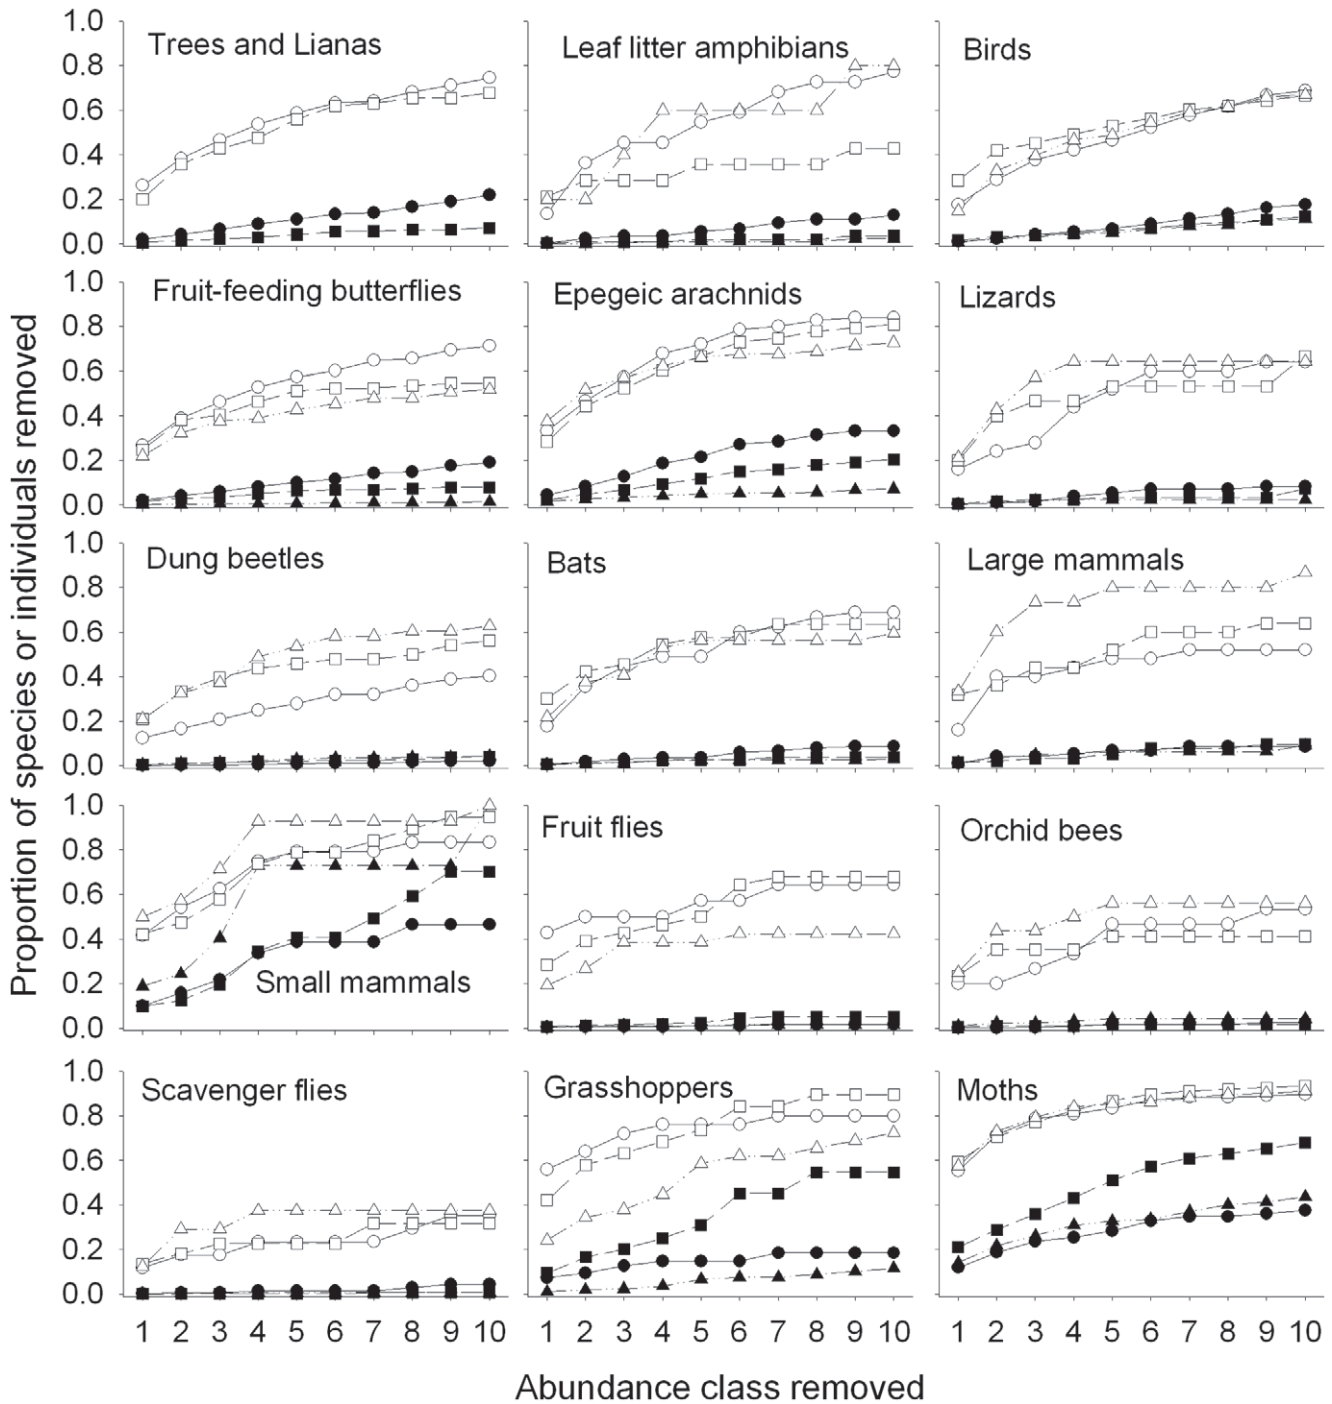 Proportion of species or individuals removed
1.0
0.8
0.6
0.4
0.2
0.0
Trees and Lianas
Leaf litter amphibians
Birds
1.0
0.8
0.6
0.4
0.2
0.0
Fruit-feeding butterflies
Epegeic arachnids
Lizards
1.0
0.8
0.6
0.4
0.2
0.0
Dung beetles
Bats
Large mammals
1.0
0.8
0.6
0.4
0.2
0.0
Small mammals
Fruit flies
Orchid bees
1.0
0.8
0.6
0.4
0.2
0.0
Scavenger flies
Grasshoppers
Moths
1 2 3 4 5 6 7 8 9 10
1 2 3 4 5 6 7 8 9 10
1 2 3 4 5 6 7 8 9 10
Abundance class removed